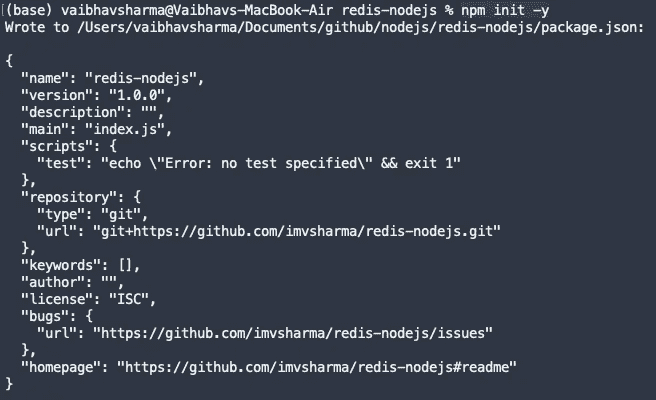 (base) vaibhavsharma@Vaibhavs-MacBook-Air redis-nodejs % npm init -y
Wrote to /Users/vaibhavsharma/Documents/github/nodejs/redis-nodejs/package.json:

{
  "name": "redis-nodejs",
  "version": "1.0.0",
  "description": "",
  "main": "index.js",
  "scripts": {
    "test": "echo \"Error: no test specified\" && exit 1"
  },
  "repository": {
    "type": "git",
    "url": "git+https://github.com/imvsharma/redis-nodejs.git"
  },
  "keywords": [],
  "author": "",
  "license": "ISC",
  "bugs": {
    "url": "https://github.com/imvsharma/redis-nodejs/issues"
  },
  "homepage": "https://github.com/imvsharma/redis-nodejs#readme"
}